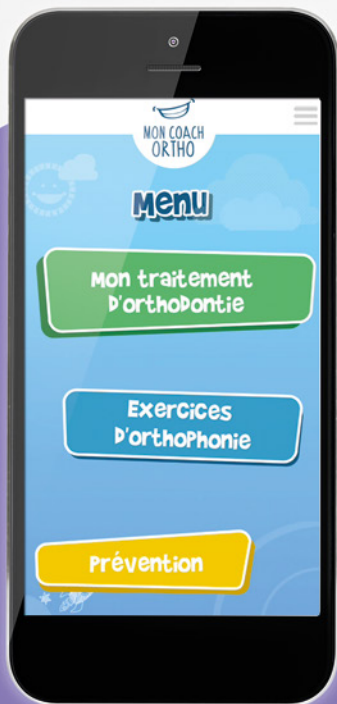 MON COACH
ORTHO
Menu
Mon traitement
D'orthodontie
Exercices
D'orthophonie
Prévention